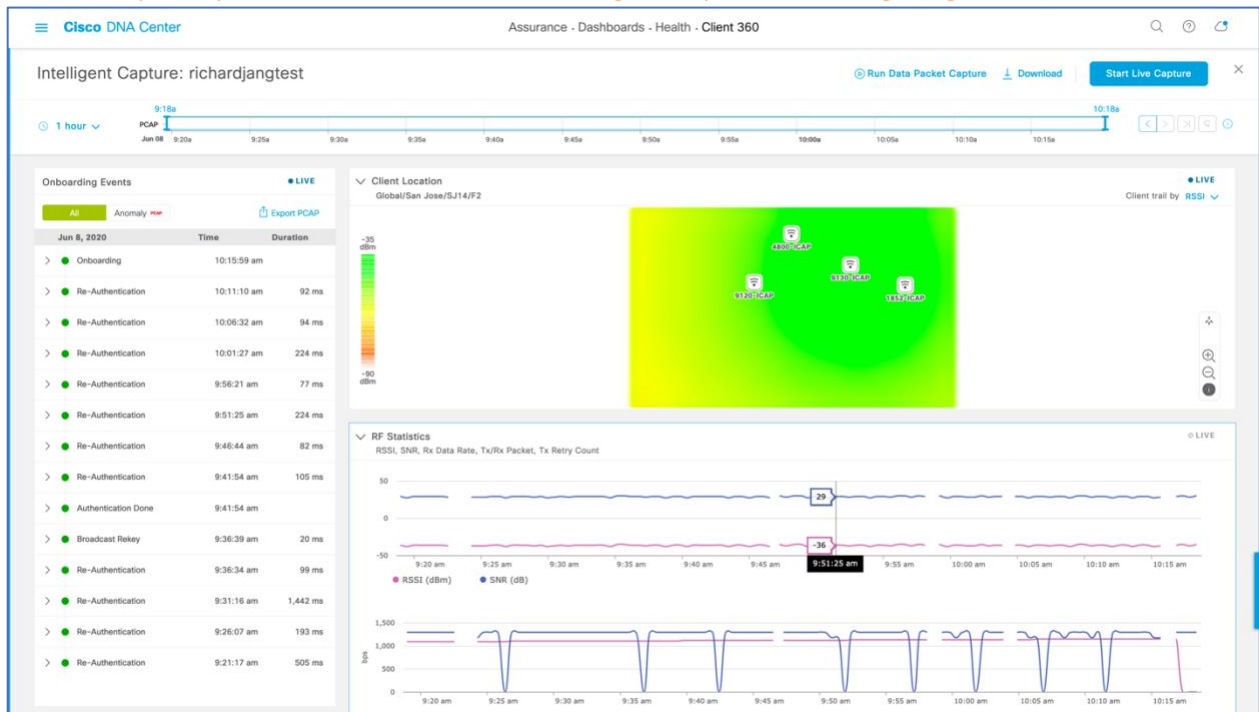 Cisco DNA Center
Assurance - Dashboards - Health - Client 360
Intelligent Capture: richardjangtest
Run Data Packet Capture
Download
Start Live Capture
1 hour
9:18a
10:18a
PCAP
Jun 08 9:20a 9:25a 9:30a 9:35a 9:40a 9:45a 9:50a 9:55a 10:00a 10:05a 10:10a 10:15a
Onboarding Events
LIVE
All Anomaly PCAP Export PCAP
Jun 8, 2020 Time Duration
Onboarding 10:15:59 am
Re-Authentication 10:11:10 am 92 ms
Re-Authentication 10:06:32 am 94 ms
Re-Authentication 10:01:27 am 224 ms
Re-Authentication 9:56:21 am 77 ms
Re-Authentication 9:51:25 am 224 ms
Re-Authentication 9:46:44 am 82 ms
Re-Authentication 9:41:54 am 105 ms
Authentication Done 9:41:54 am
Broadcast Rekey 9:36:39 am 20 ms
Re-Authentication 9:36:34 am 99 ms
Re-Authentication 9:31:16 am 1,442 ms
Re-Authentication 9:26:07 am 193 ms
Re-Authentication 9:21:17 am 505 ms
Client Location
LIVE
Global/San Jose/SJ14/F2
Client trail by RSSI
-35
dBm
-90
dBm
4800-ICAP
9130-ICAP
9120-ICAP
1852-ICAP
RF Statistics
LIVE
RSSI, SNR, Rx Data Rate, Tx/Rx Packet, Tx Retry Count
50
29
0
-36
-50
9:20 am 9:25 am 9:30 am 9:35 am 9:40 am 9:45 am 9:51:25 am 9:55 am 10:00 am 10:05 am 10:10 am 10:15 am
RSSI (dBm) SNR (dB)
1,500
1,000
bps
500
0
9:20 am 9:25 am 9:30 am 9:35 am 9:40 am 9:45 am 9:50 am 9:55 am 10:00 am 10:05 am 10:10 am 10:15 am